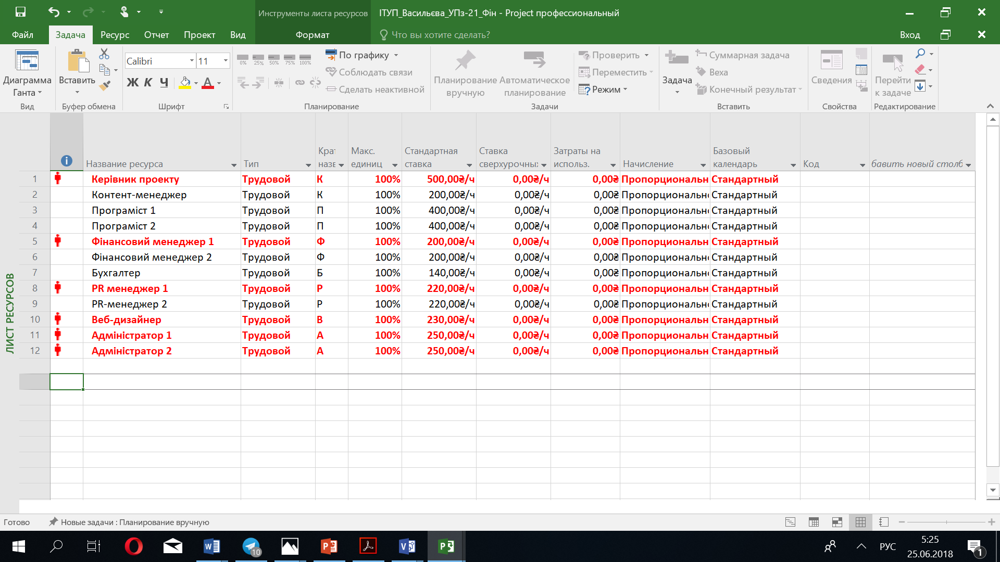 Инструменты листа ресурсов
ІТУП_Васильєва_УПз-21_Фін - Project профессиональный
Файл Задача Ресурс Отчет Проект Вид Формат Что вы хотите сделать? Вход
Диаграмма Ганта
Вид
Вставить
Буфер обмена
Calibri 11
Ж К Ч А
Шрифт
0% 25% 50% 75% 100%
По графику
Соблюдать связи
Сделать неактивной
Планирование
Планирование вручную
Автоматическое планирование
Проверить
Переместить
Режим
Задачи
Задача
Суммарная задача
Веха
Конечный результат
Вставить
Сведения
Свойства
Перейти к задаче
Редактирование
ЛИСТ РЕСУРСОВ
Название ресурса Тип Крат назв Макс. единиц Стандартная ставка Ставка сверхурочных Затраты на использ. Начисление Базовый календарь Код бавить новый столб
1 Керівник проекту Трудовой К 100% 500,00₴/ч 0,00₴/ч 0,00₴ Пропорциональн Стандартный
2 Контент-менеджер Трудовой К 100% 200,00₴/ч 0,00₴/ч 0,00₴ Пропорционально Стандартный
3 Програміст 1 Трудовой П 100% 400,00₴/ч 0,00₴/ч 0,00₴ Пропорционально Стандартный
4 Програміст 2 Трудовой П 100% 400,00₴/ч 0,00₴/ч 0,00₴ Пропорционально Стандартный
5 Фінансовий менеджер 1 Трудовой Ф 100% 200,00₴/ч 0,00₴/ч 0,00₴ Пропорциональн Стандартный
6 Фінансовий менеджер 2 Трудовой Ф 100% 200,00₴/ч 0,00₴/ч 0,00₴ Пропорционально Стандартный
7 Бухгалтер Трудовой Б 100% 140,00₴/ч 0,00₴/ч 0,00₴ Пропорционально Стандартный
8 PR менеджер 1 Трудовой P 100% 220,00₴/ч 0,00₴/ч 0,00₴ Пропорциональн Стандартный
9 PR-менеджер 2 Трудовой P 100% 220,00₴/ч 0,00₴/ч 0,00₴ Пропорционально Стандартный
10 Веб-дизайнер Трудовой В 100% 230,00₴/ч 0,00₴/ч 0,00₴ Пропорциональн Стандартный
11 Адміністратор 1 Трудовой А 100% 250,00₴/ч 0,00₴/ч 0,00₴ Пропорциональн Стандартный
12 Адміністратор 2 Трудовой А 100% 250,00₴/ч 0,00₴/ч 0,00₴ Пропорциональн Стандартный
Готово Новые задачи : Планирование вручную
10
РУС
5:25
25.06.2018
1